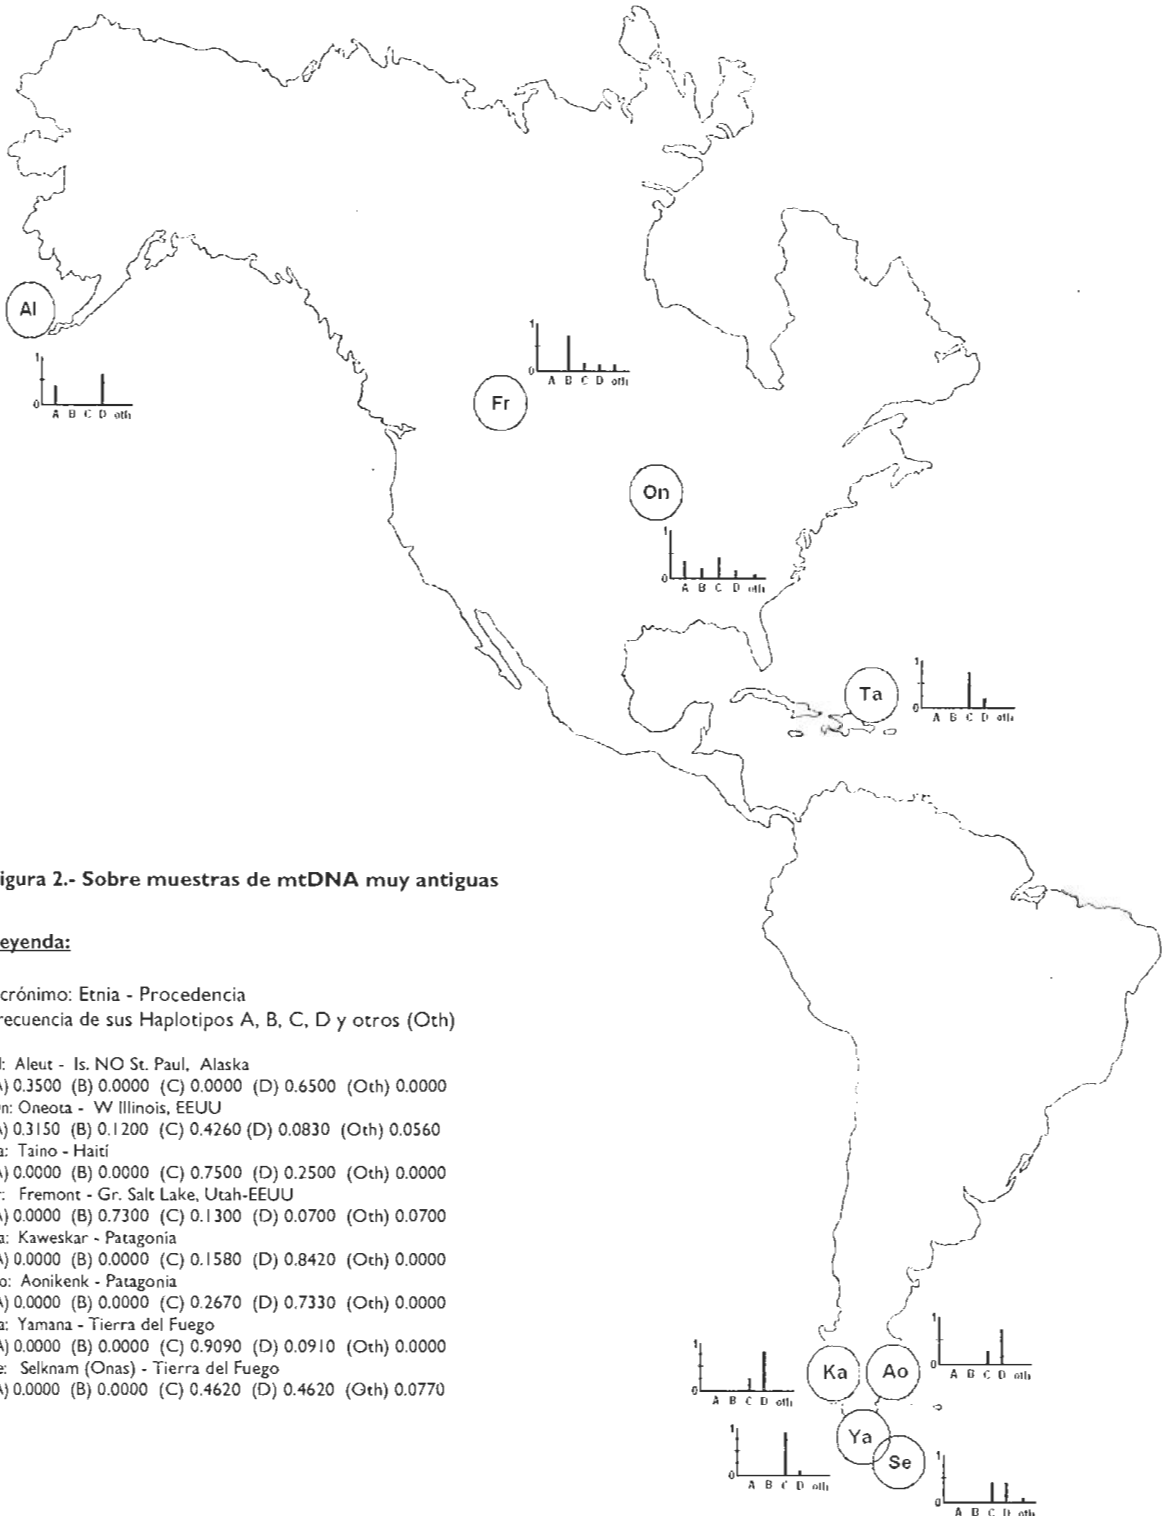 Al
1
0
A B C D oth
1
0
A B C D oth
Fr
On
1
0
A B C D oth
Ta
1
0
A B C D oth
igura 2.- Sobre muestras de mtDNA muy antiguas
eyenda:
crónimo: Etnia - Procedencia
recuencia de sus Haplotipos A, B, C, D y otros (Oth)
l: Aleut - Is. NO St. Paul, Alaska
A) 0.3500 (B) 0.0000 (C) 0.0000 (D) 0.6500 (Oth) 0.0000
n: Oneota - W Illinois, EEUU
A) 0.3150 (B) 0.1200 (C) 0.4260 (D) 0.0830 (Oth) 0.0560
a: Taino - Haití
A) 0.0000 (B) 0.0000 (C) 0.7500 (D) 0.2500 (Oth) 0.0000
r: Fremont - Gr. Salt Lake, Utah-EEUU
A) 0.0000 (B) 0.7300 (C) 0.1300 (D) 0.0700 (Oth) 0.0700
a: Kaweskar - Patagonia
A) 0.0000 (B) 0.0000 (C) 0.1580 (D) 0.8420 (Oth) 0.0000
o: Aonikenk - Patagonia
A) 0.0000 (B) 0.0000 (C) 0.2670 (D) 0.7330 (Oth) 0.0000
a: Yamana - Tierra del Fuego
A) 0.0000 (B) 0.0000 (C) 0.9090 (D) 0.0910 (Oth) 0.0000
e: Selknam (Onas) - Tierra del Fuego
A) 0.0000 (B) 0.0000 (C) 0.4620 (D) 0.4620 (Oth) 0.0770
1
0
A B C D oth
Ka
Ao
1
0
A B C D oth
1
0
A B C D oth
Ya
Se
1
0
A B C D oth